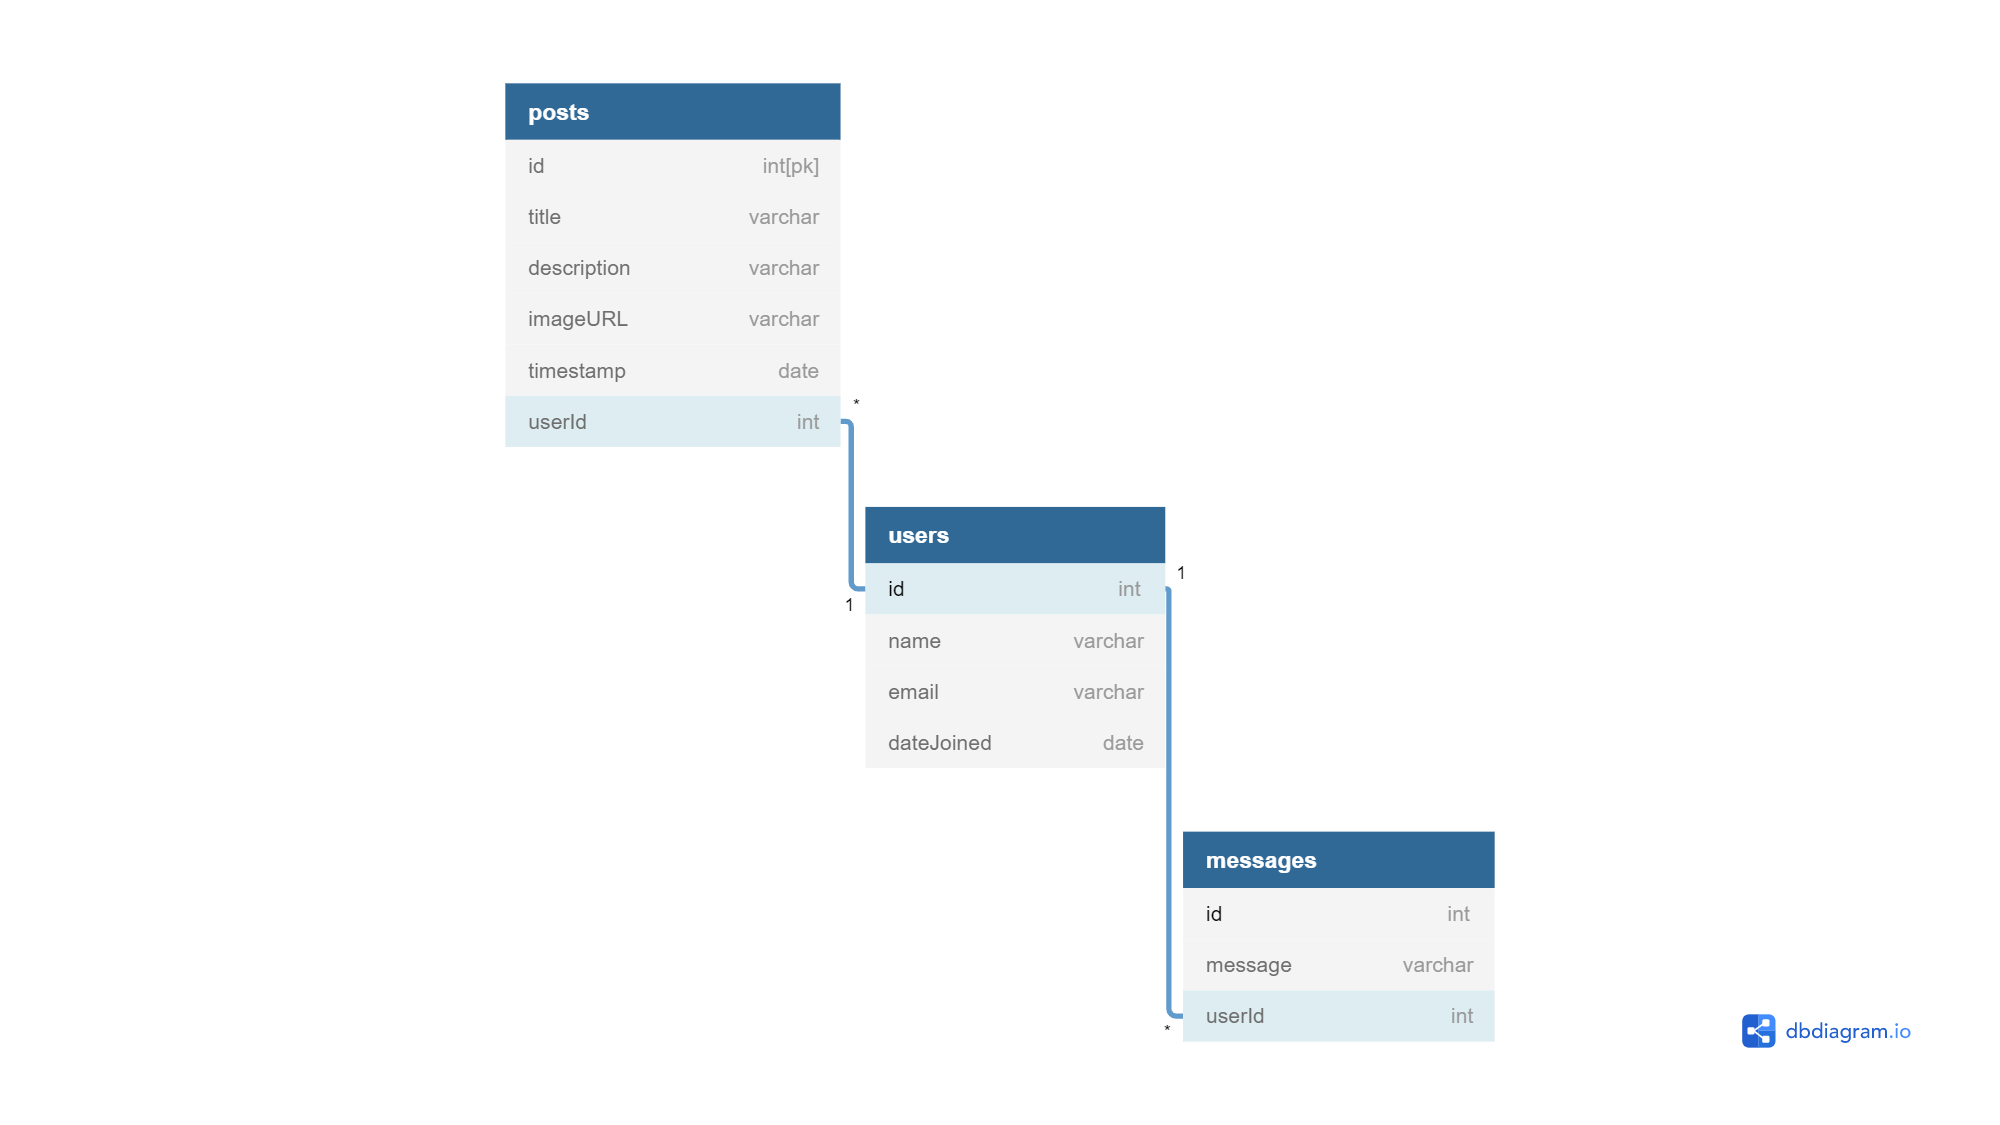 posts
id int[pk]
title varchar
description varchar
imageURL varchar
timestamp date
userId int
*
users
1
id int
1
name varchar
email varchar
dateJoined date
messages
id int
message varchar
userId int
*
dbdiagram.io